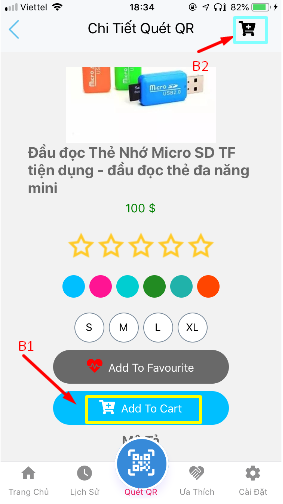 Viettel
18:34
82%
Chi Tiết Quét QR
B2
Micro SD
USB2.0
Đầu đọc Thẻ Nhớ Micro SD TF
tiện dụng - đầu đọc thẻ đa năng
mini
100 $
S M L XL
B1
Add To Favourite
Add To Cart
Mô Tả
Trang Chủ Lịch Sử Quét QR Ưa Thích Cài Đặt